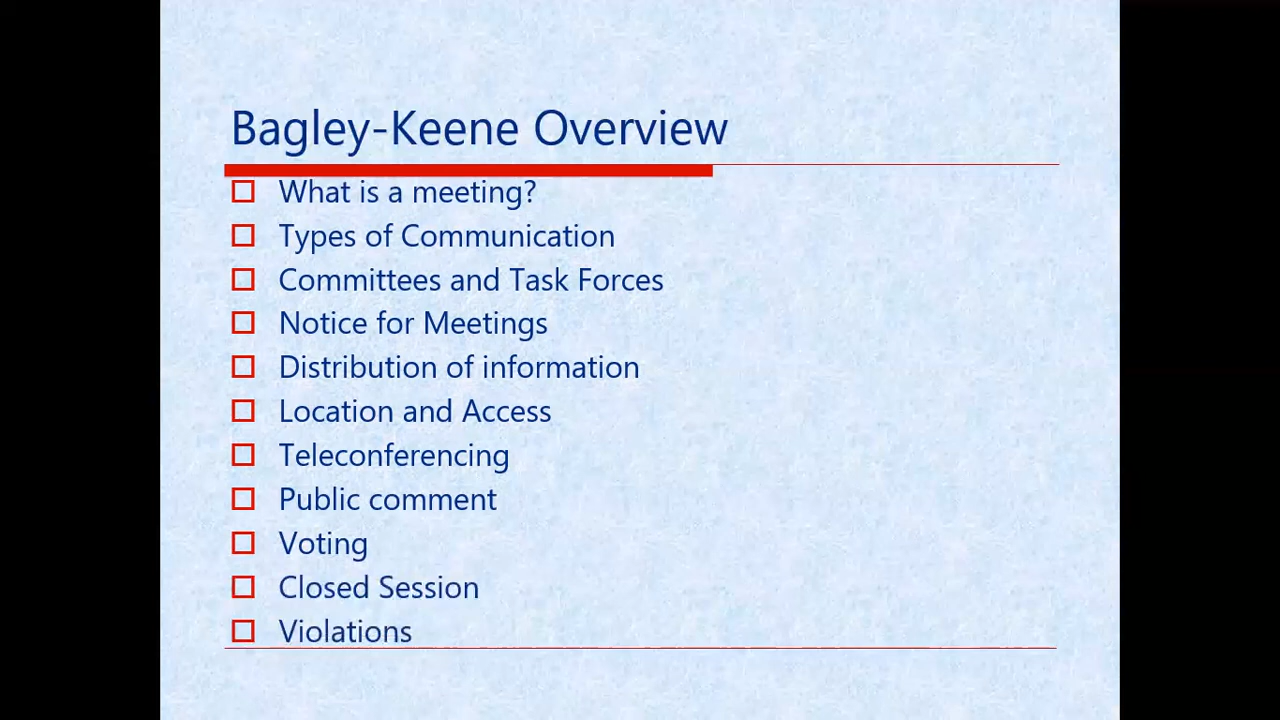 Bagley-Keene Overview
What is a meeting?
Types of Communication
Committees and Task Forces
Notice for Meetings
Distribution of information
Location and Access
Teleconferencing
Public comment
Voting
Closed Session
Violations